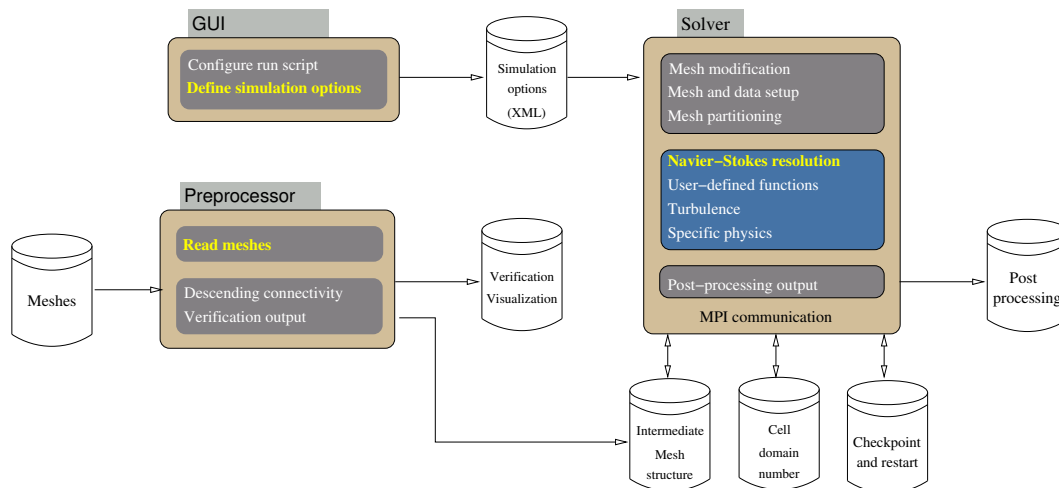 GUI
Configure run script
Define simulation options
Simulation
options
(XML)
Solver
Mesh modification
Mesh and data setup
Mesh partitioning
Navier−Stokes resolution
User−defined functions
Turbulence
Specific physics
Post−processing output
MPI communication
Preprocessor
Read meshes
Descending connectivity
Verification output
Meshes
Verification
Visualization
Post
processing
Intermediate
Mesh
structure
Cell
domain
number
Checkpoint
and restart